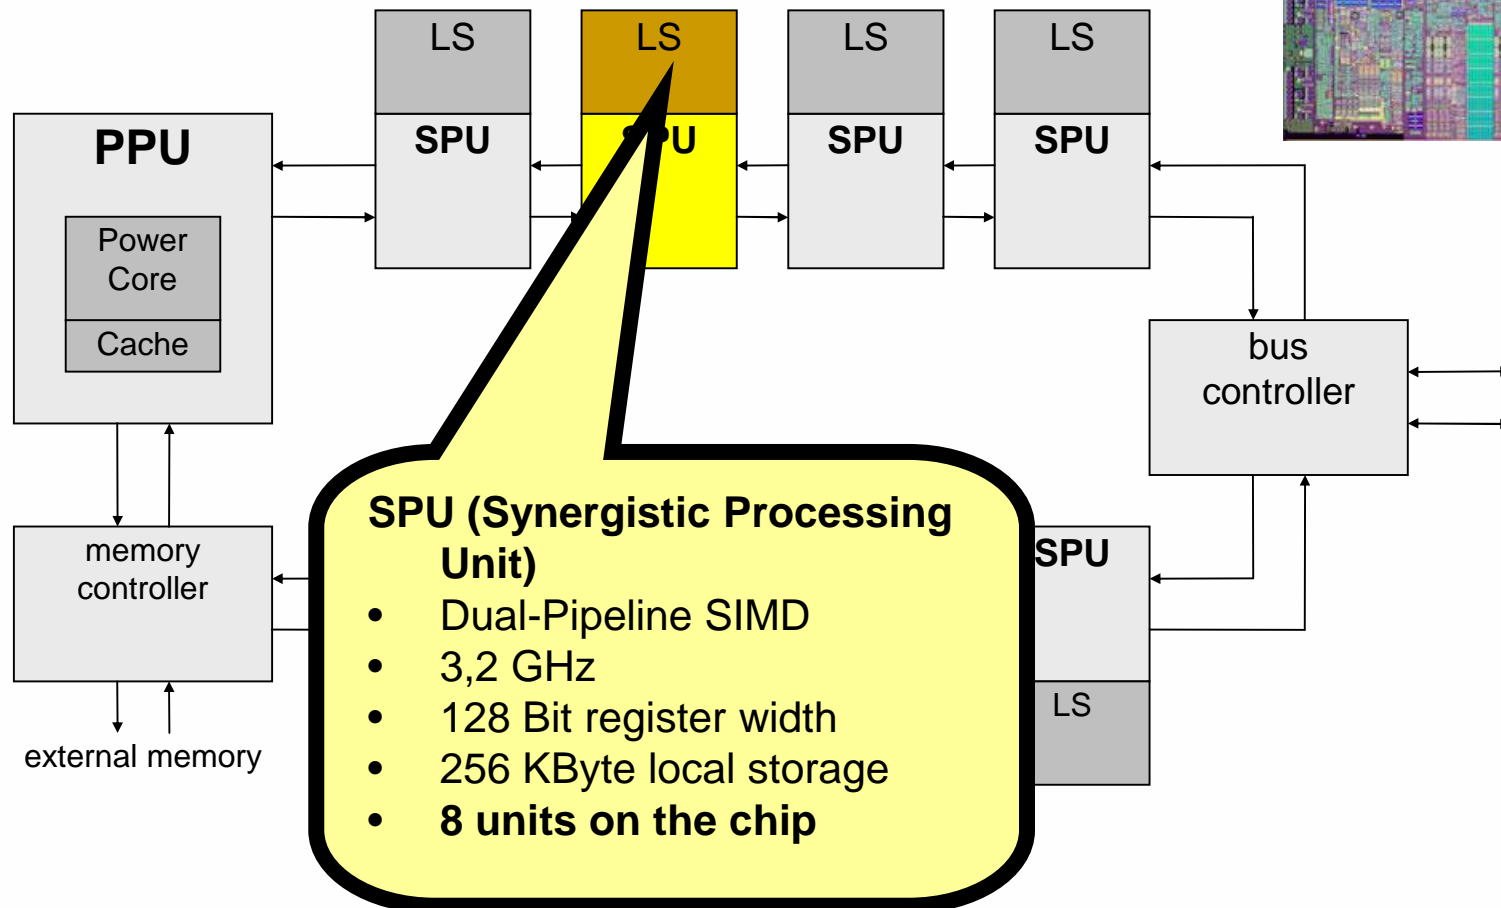 LS
LS
LS
LS
PPU
SPU
SPU
SPU
SPU
Power
Core
Cache
bus
controller
memory
controller
external memory
SPU (Synergistic Processing
Unit)
• Dual-Pipeline SIMD
• 3,2 GHz
• 128 Bit register width
• 256 KByte local storage
• 8 units on the chip
SPU
LS